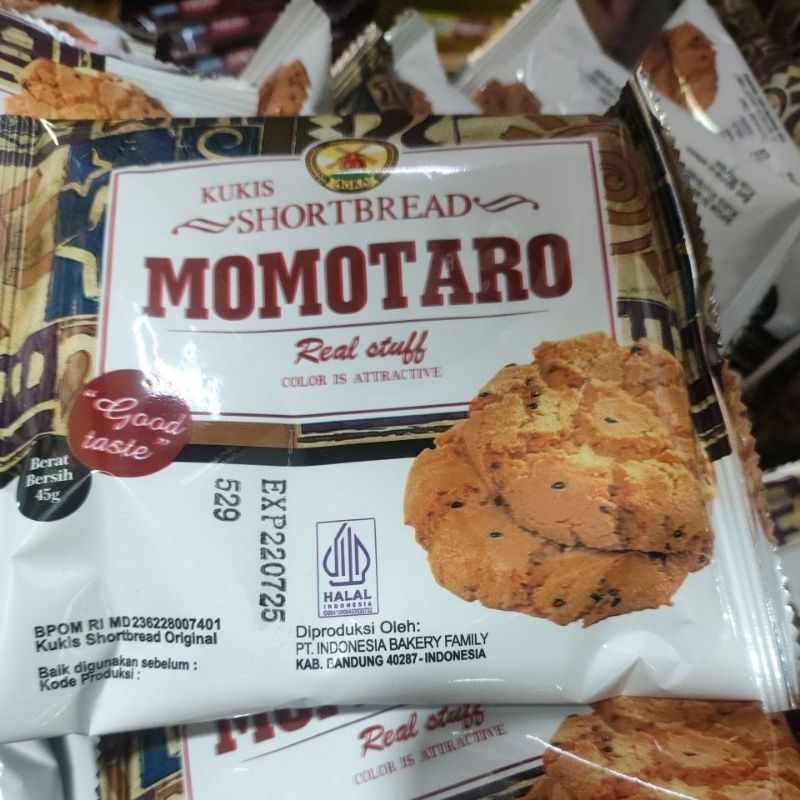 KUKIS
SHORTBREAD
MOMOTARO
Real stuff
COLOR IS ATTRACTIVE
"Good
taste"
Berat
Bersih
45g
EXP220725
529
HALAL
INDONESIA
BPOM RI MD236228007401
Kukis Shortbread Original
Baik digunakan sebelum :
Kode Produksi :
Diproduksi Oleh:
PT. INDONESIA BAKERY FAMILY
KAB. BANDUNG 40287-INDONESIA
Real stuff
COLOR IS ATTRACTIVE